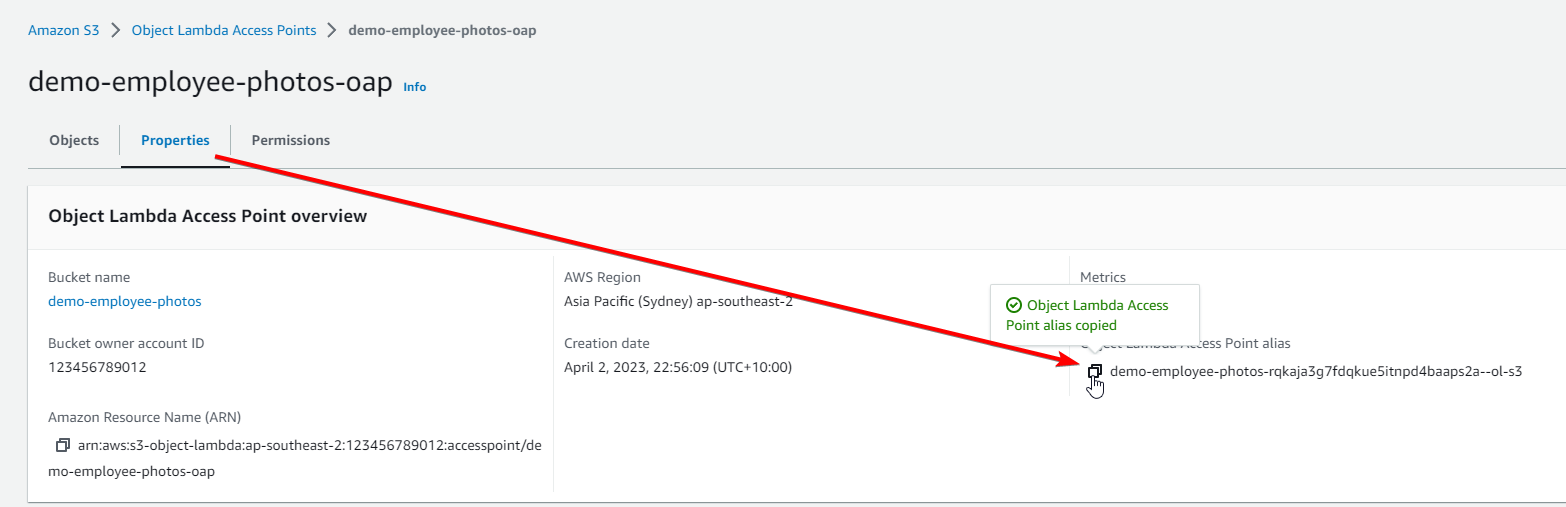 Amazon S3 > Object Lambda Access Points > demo-employee-photos-oap
demo-employee-photos-oap Info
Objects Properties Permissions
Object Lambda Access Point overview
Bucket name
demo-employee-photos
Bucket owner account ID
123456789012
Amazon Resource Name (ARN)
arn:aws:s3-object-lambda:ap-southeast-2:123456789012:accesspoint/de
mo-employee-photos-oap
AWS Region
Asia Pacific (Sydney) ap-southeast-2
Creation date
April 2, 2023, 22:56:09 (UTC+10:00)
Metrics
Object Lambda Access
Point alias copied
Object Lambda Access Point alias
demo-employee-photos-rqkaja3g7fdqkue5itnpd4baaps2a--ol-s3